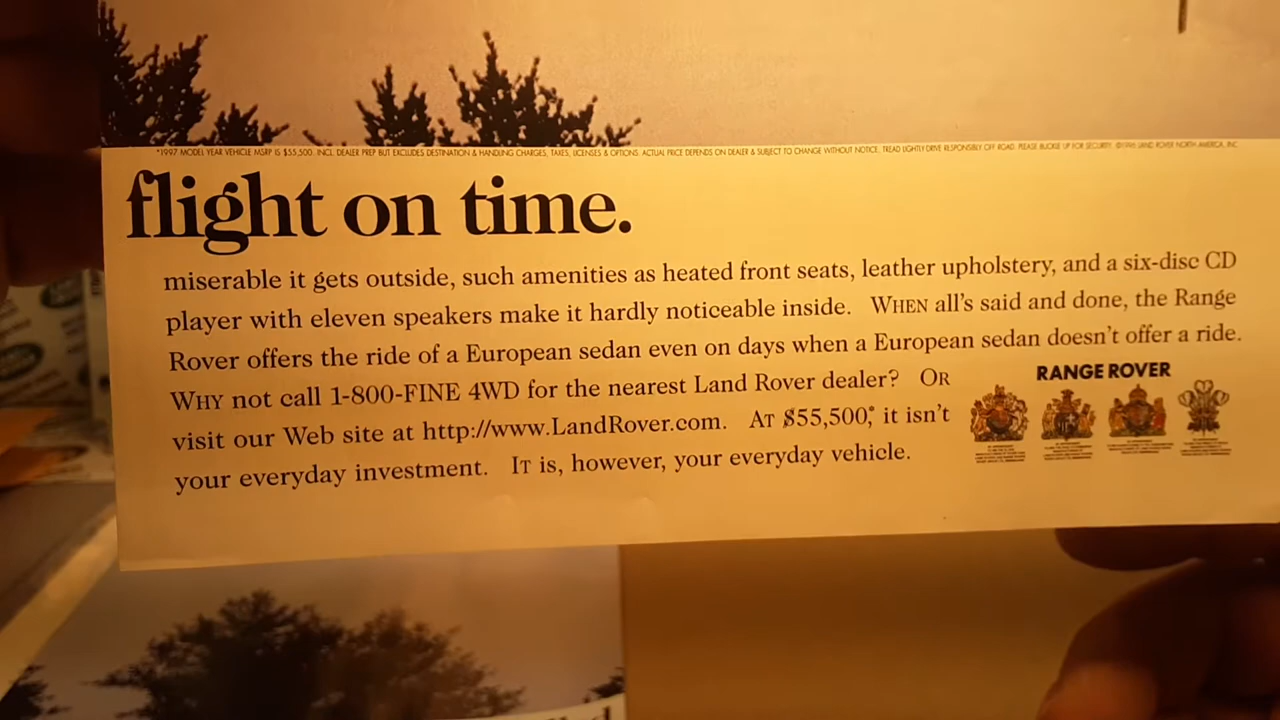 *1997 MODEL YEAR VEHICLE MSRP IS $55,500. INCL. DEALER PREP BUT EXCLUDES DESTINATION & HANDLING CHARGES, TAXES, LICENSES & OPTIONS. ACTUAL PRICE DEPENDS ON DEALER & SUBJECT TO CHANGE WITHOUT NOTICE. TREAD LIGHTLY. DRIVE RESPONSIBLY OFF ROAD. PLEASE BUCKLE UP FOR SECURITY. ©1996 LAND ROVER NORTH AMERICA, INC
flight on time.
miserable it gets outside, such amenities as heated front seats, leather upholstery, and a six-disc CD
player with eleven speakers make it hardly noticeable inside. WHEN all's said and done, the Range
Rover offers the ride of a European sedan even on days when a European sedan doesn't offer a ride.
WHY not call 1-800-FINE 4WD for the nearest Land Rover dealer? OR
visit our Web site at http://www.LandRover.com. AT $55,500,* it isn't
your everyday investment. IT is, however, your everyday vehicle.
RANGE ROVER